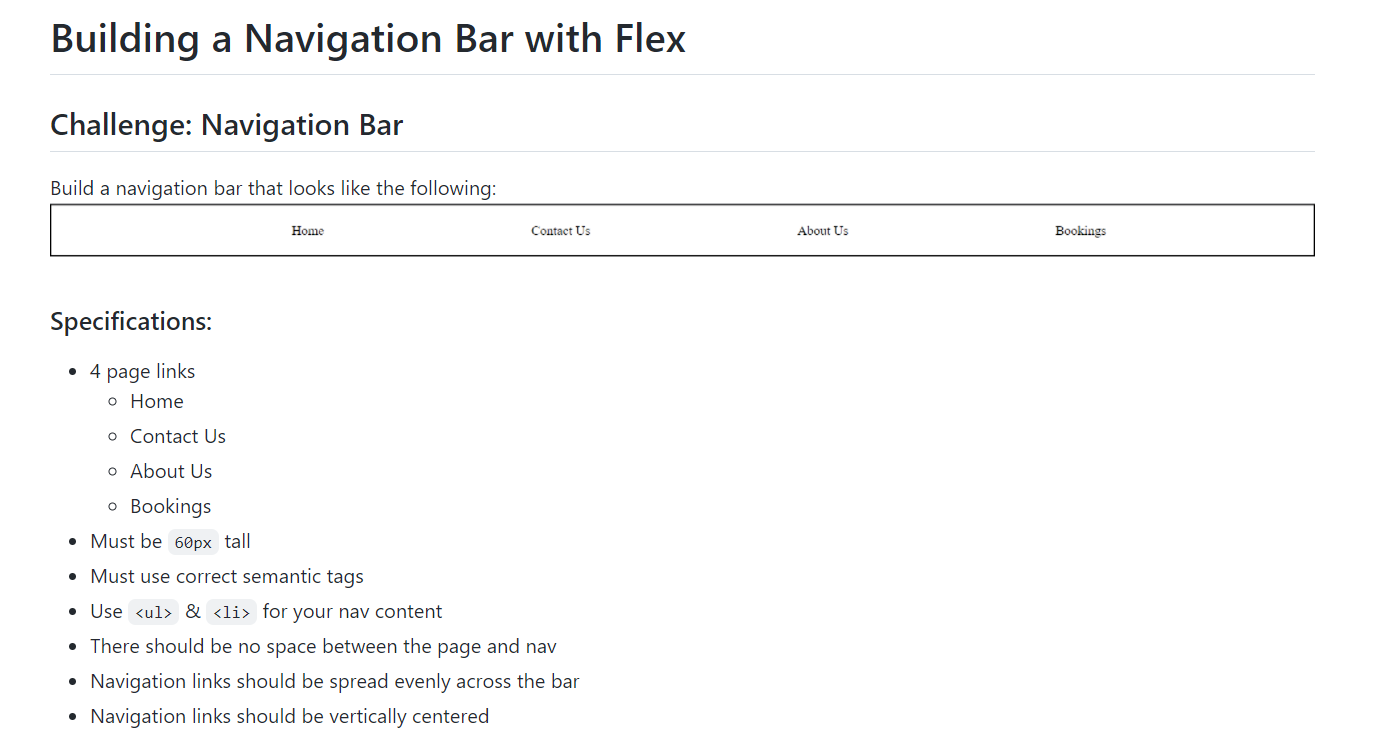 Building a Navigation Bar with Flex
Challenge: Navigation Bar
Build a navigation bar that looks like the following:
Home Contact Us About Us Bookings
Specifications:
4 page links
Home
Contact Us
About Us
Bookings
Must be 60px tall
Must use correct semantic tags
Use <ul> & <li> for your nav content
There should be no space between the page and nav
Navigation links should be spread evenly across the bar
Navigation links should be vertically centered